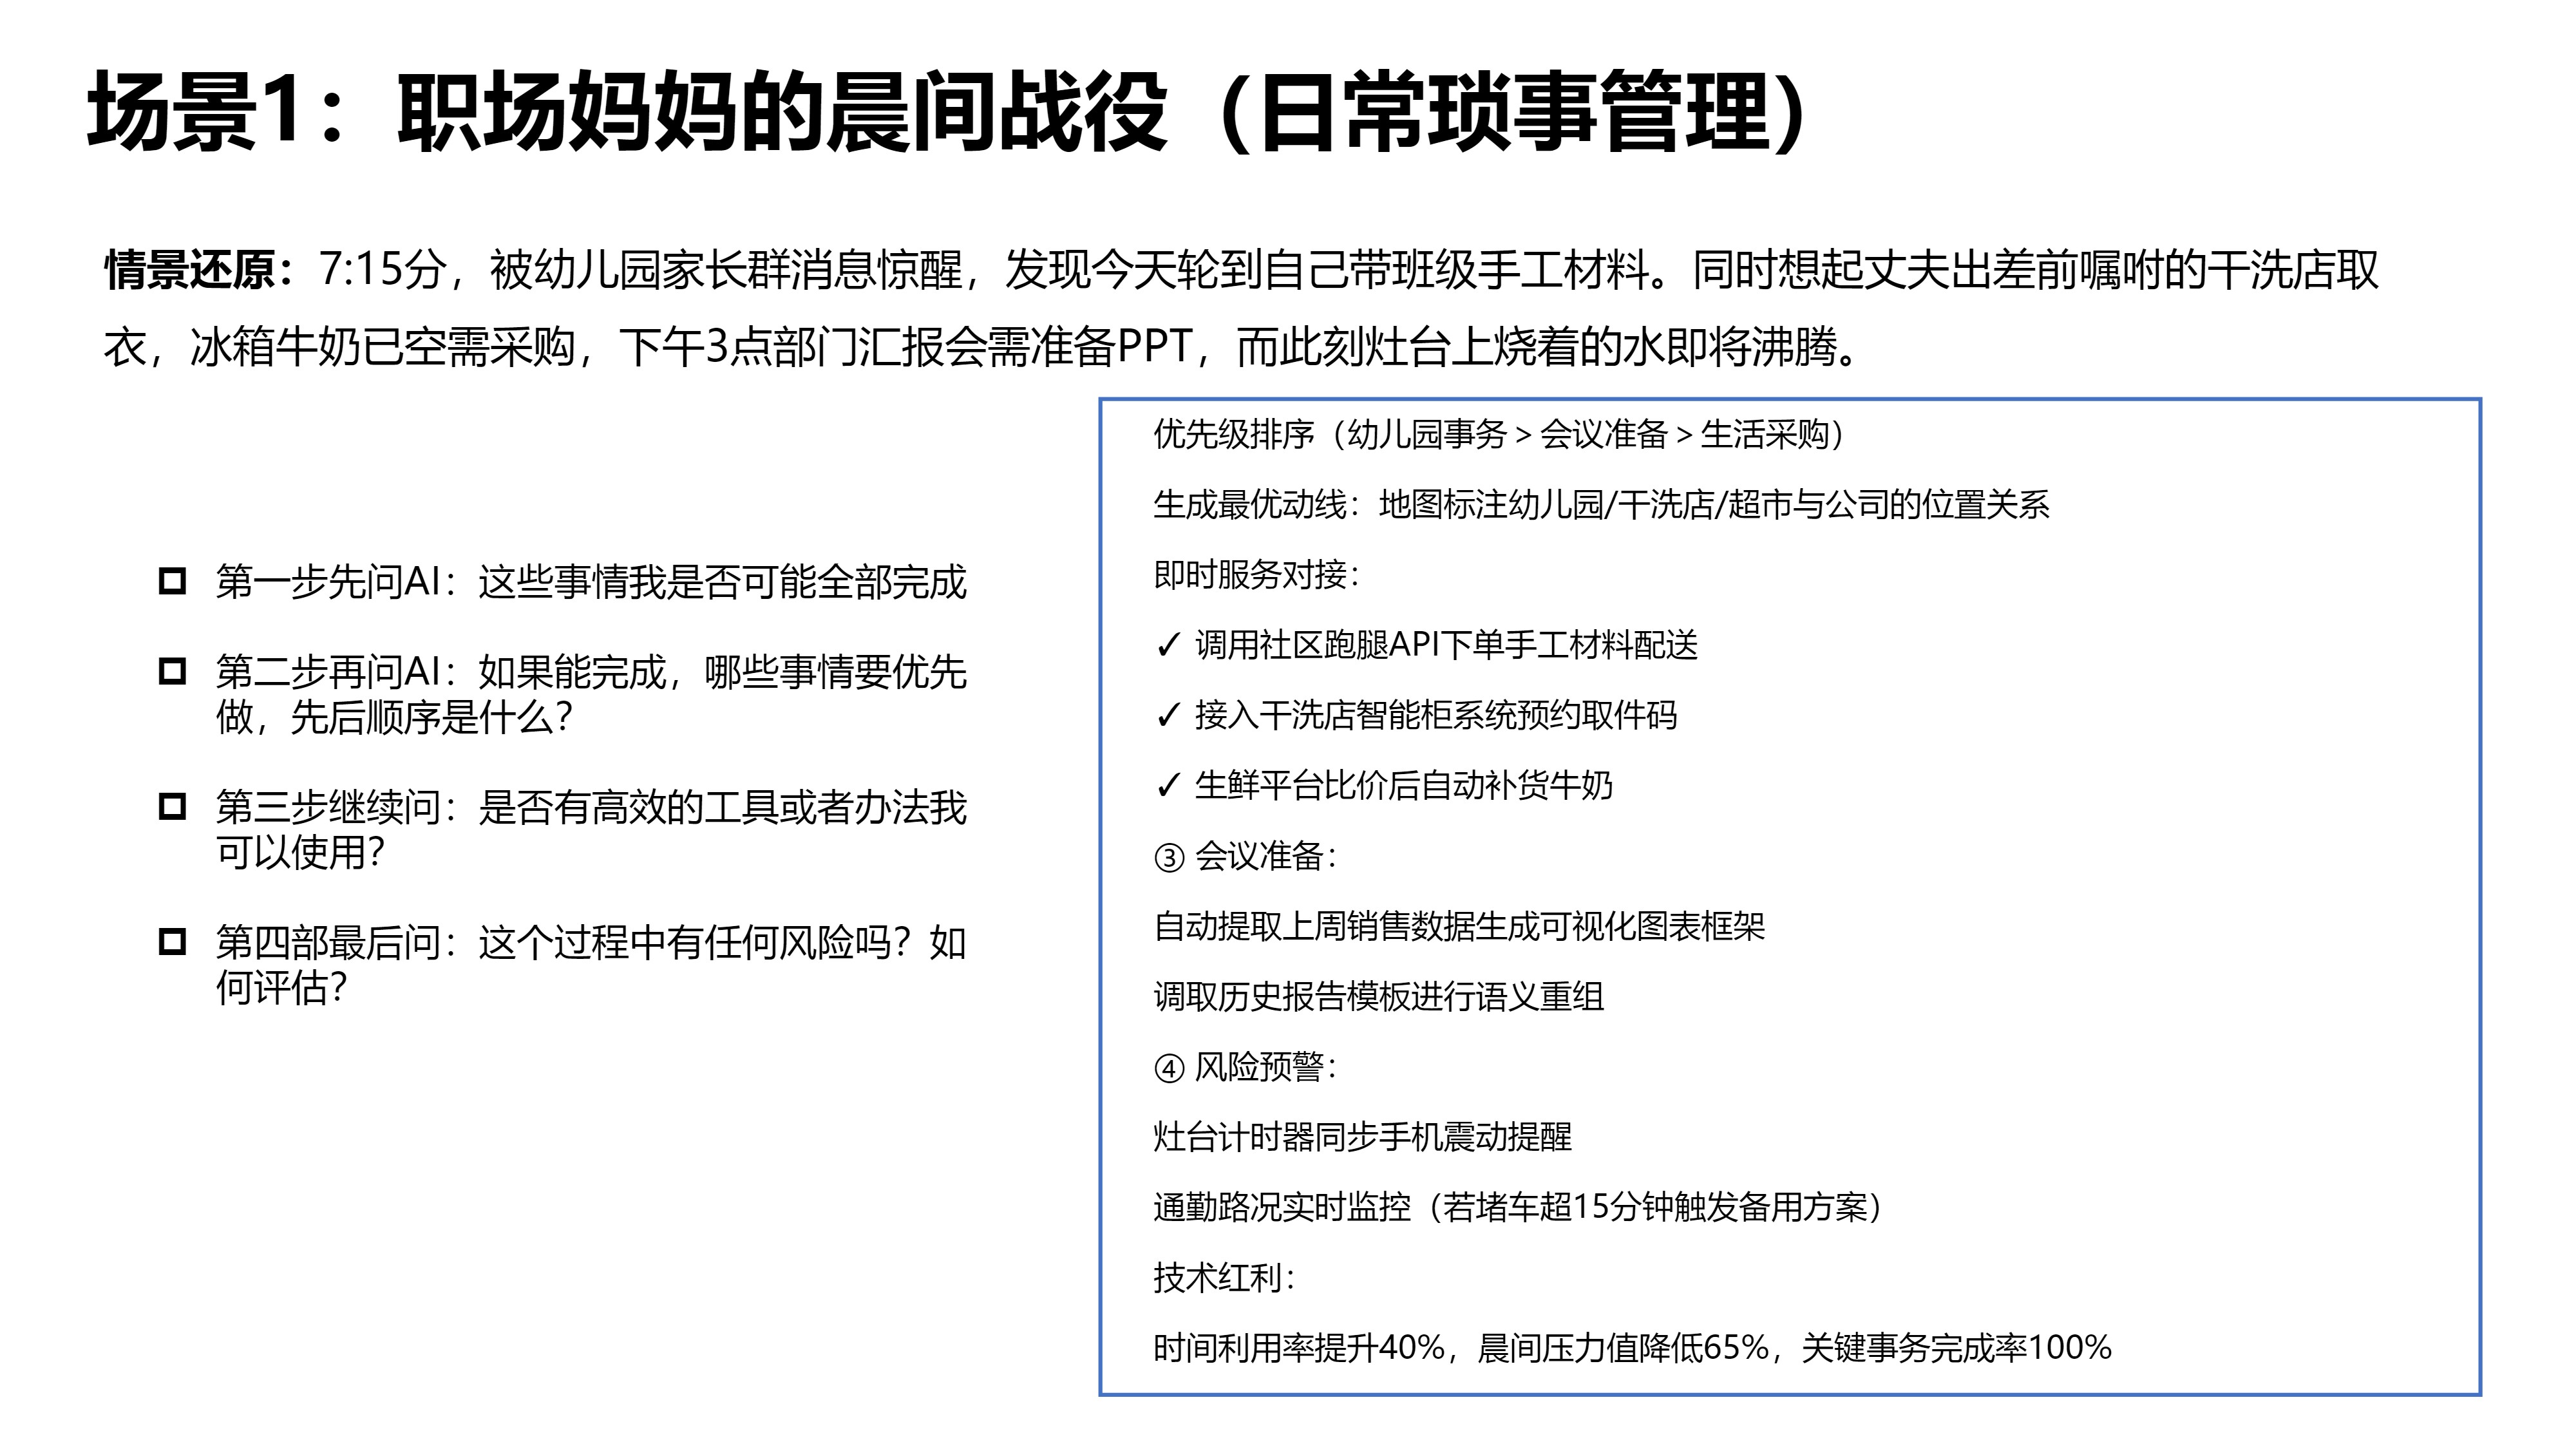 场景1：职场妈妈的晨间战役（日常琐事管理）
情景还原：7:15分，被幼儿园家长群消息惊醒，发现今天轮到自己带班级手工材料。同时想起丈夫出差前嘱咐的干洗店取
衣，冰箱牛奶已空需采购，下午3点部门汇报会需准备PPT，而此刻灶台上烧着的水即将沸腾。
第一步先问AI：这些事情我是否可能全部完成
第二步再问AI：如果能完成，哪些事情要优先
做，先后顺序是什么？
第三步继续问：是否有高效的工具或者办法我
可以使用？
第四部最后问：这个过程中有任何风险吗？如
何评估？
优先级排序（幼儿园事务 > 会议准备 > 生活采购）
生成最优动线：地图标注幼儿园/干洗店/超市与公司的位置关系
即时服务对接：
✓ 调用社区跑腿API下单手工材料配送
✓ 接入干洗店智能柜系统预约取件码
✓ 生鲜平台比价后自动补货牛奶
③ 会议准备：
自动提取上周销售数据生成可视化图表框架
调取历史报告模板进行语义重组
④ 风险预警：
灶台计时器同步手机震动提醒
通勤路况实时监控（若堵车超15分钟触发备用方案）
技术红利：
时间利用率提升40%，晨间压力值降低65%，关键事务完成率100%